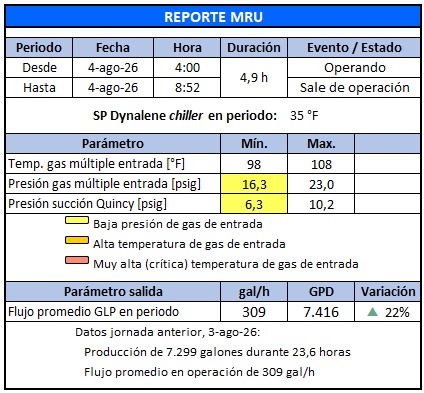 REPORTE MRU
Periodo Fecha Hora Duración Evento / Estado
Desde 4-ago-26 4:00 4,9 h Operando
Hasta 4-ago-26 8:52 Sale de operación
SP Dynalene chiller en periodo: 35 °F
Parámetro Mín. Max.
Temp. gas múltiple entrada [°F] 98 108
Presión gas múltiple entrada [psig] 16,3 23,0
Presión succión Quincy [psig] 6,3 10,2
Baja presión de gas de entrada
Alta temperatura de gas de entrada
Muy alta (crítica) temperatura de gas de entrada
Parámetro salida gal/h GPD Variación
Flujo promedio GLP en periodo 309 7.416 ▲ 22%
Datos jornada anterior, 3-ago-26:
Producción de 7.299 galones durante 23,6 horas
Flujo promedio en operación de 309 gal/h